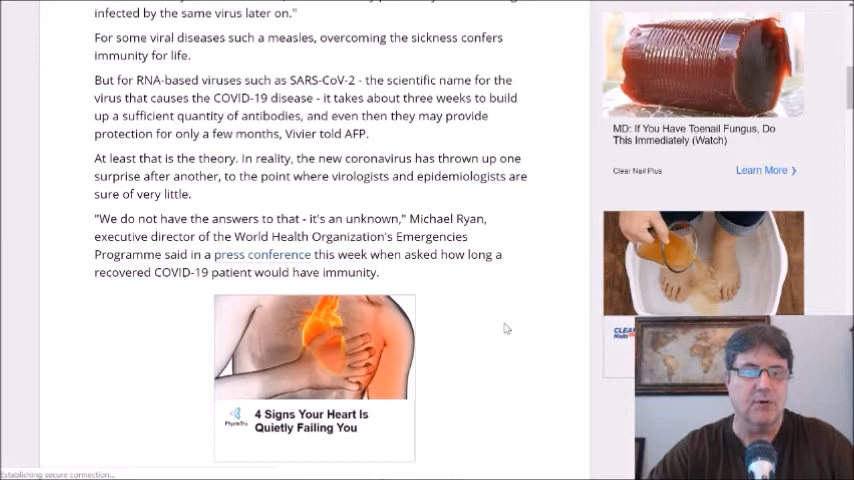 infected by the same virus later on."
For some viral diseases such a measles, overcoming the sickness confers
immunity for life.
But for RNA-based viruses such as SARS-CoV-2 - the scientific name for the
virus that causes the COVID-19 disease - it takes about three weeks to build
up a sufficient quantity of antibodies, and even then they may provide
protection for only a few months, Vivier told AFP.
At least that is the theory. In reality, the new coronavirus has thrown up one
surprise after another, to the point where virologists and epidemiologists are
sure of very little.
"We do not have the answers to that - it's an unknown," Michael Ryan,
executive director of the World Health Organization's Emergencies
Programme said in a press conference this week when asked how long a
recovered COVID-19 patient would have immunity.
4 Signs Your Heart Is
Quietly Failing You
MD: If You Have Toenail Fungus, Do
This Immediately (Watch)
Clear Nail Plus
Learn More ❯
Establishing secure connection...